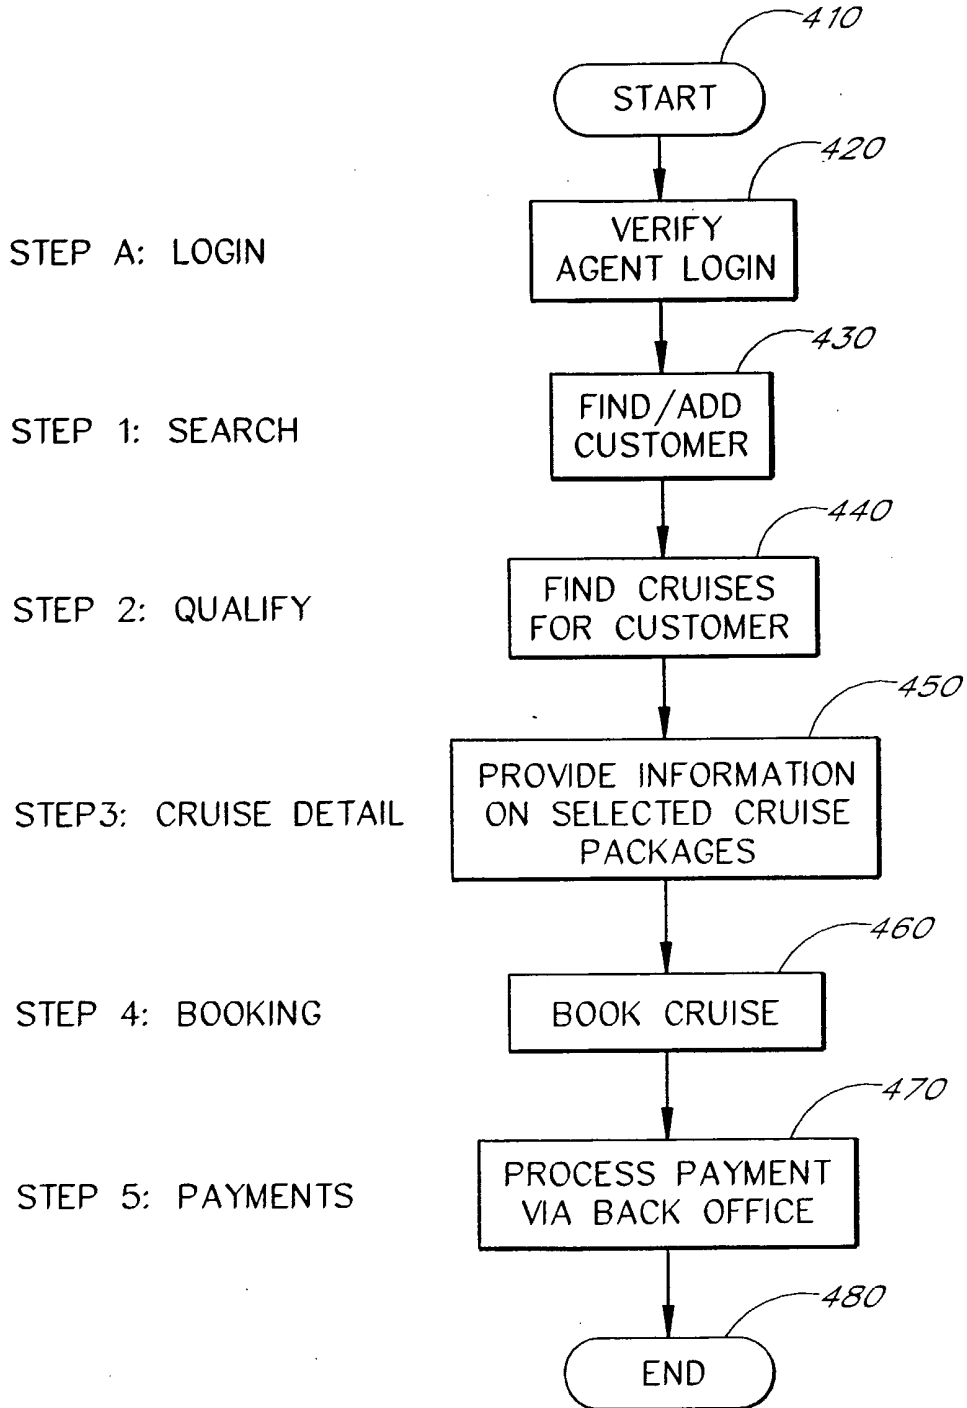 410
START
420
STEP A: LOGIN
VERIFY
AGENT LOGIN
430
STEP 1: SEARCH
FIND/ADD
CUSTOMER
440
STEP 2: QUALIFY
FIND CRUISES
FOR CUSTOMER
450
STEP3: CRUISE DETAIL
PROVIDE INFORMATION
ON SELECTED CRUISE
PACKAGES
460
STEP 4: BOOKING
BOOK CRUISE
470
STEP 5: PAYMENTS
PROCESS PAYMENT
VIA BACK OFFICE
480
END